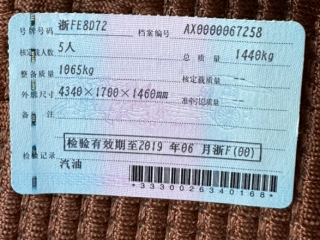 号牌号码 浙FE8D72 档案编号 AX0000067258
核定载人数 5人 总质量 1440kg
整备质量 1065kg 核定载质量 --
外廓尺寸 4340×1700×1460mm 准牵引总质量 --
备注
检验有效期至2019 年06 月浙F(00)
检验记录
汽油
*3330026340168*